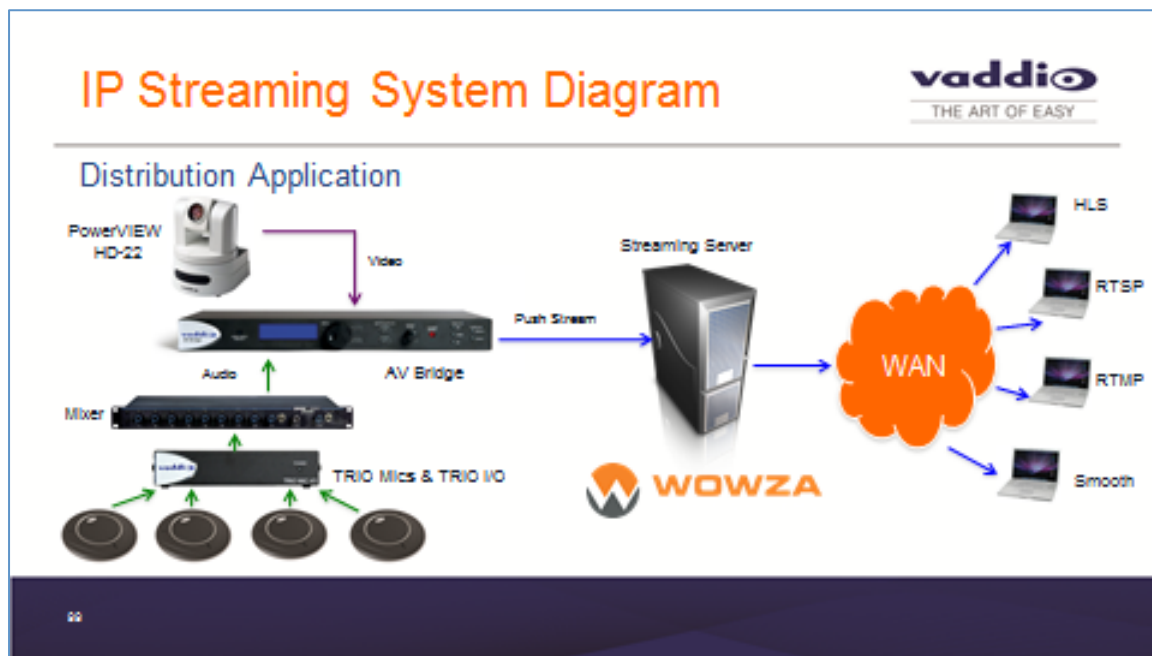 IP Streaming System Diagram
vaddio
THE ART OF EASY
Distribution Application
PowerVIEW
HD-22
Video
Streaming Server
HLS
RTSP
Push Stream
WAN
Audio
AV Bridge
RTMP
Mixer
vaddio
TRIO Mics & TRIO I/O
WOWZA
Smooth